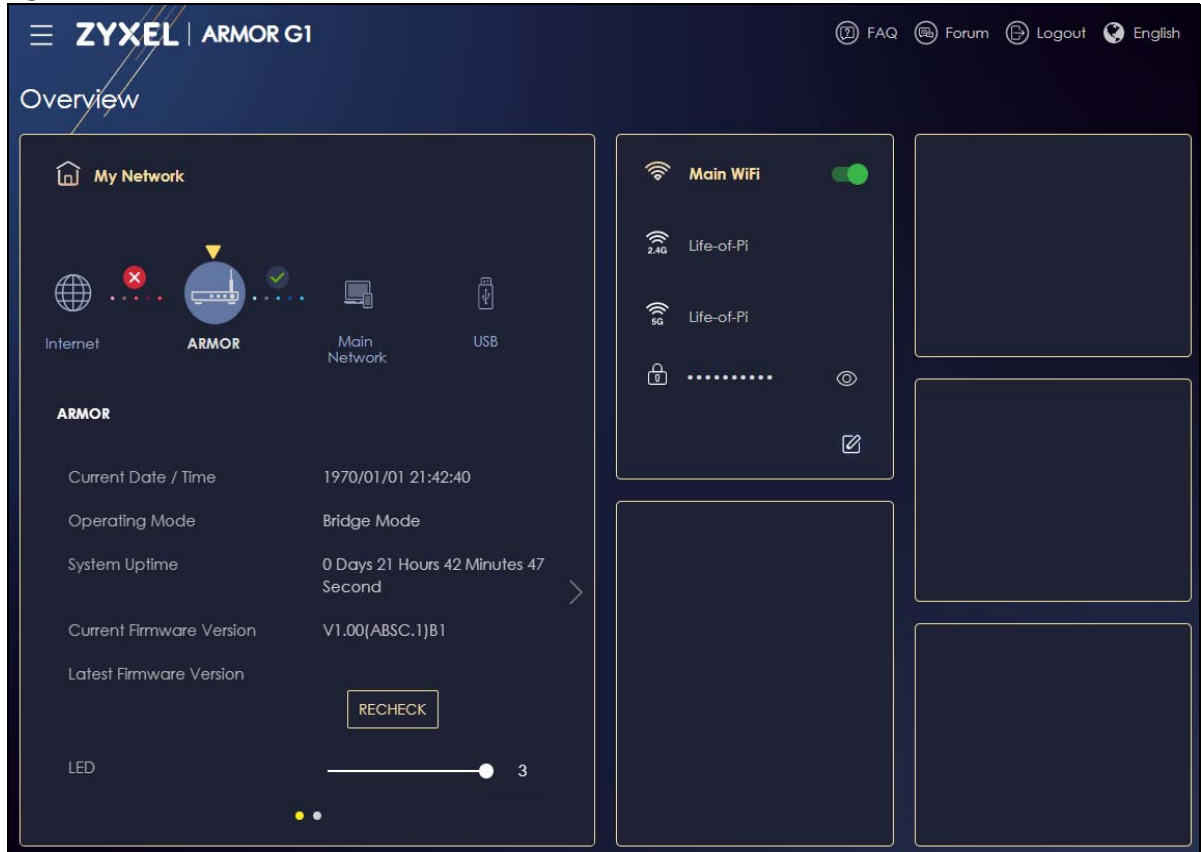 ZYXEL | ARMOR G1
FAQ
Forum
Logout
English
Overview
My Network
Internet
ARMOR
Main
Network
USB
ARMOR
Current Date / Time 1970/01/01 21:42:40
Operating Mode Bridge Mode
System Uptime 0 Days 21 Hours 42 Minutes 47
Second
Current Firmware Version V1.00(ABSC.1)B1
Latest Firmware Version
RECHECK
LED 3
Main WiFi
2.4G Life-of-Pi
5G Life-of-Pi
••••••••••